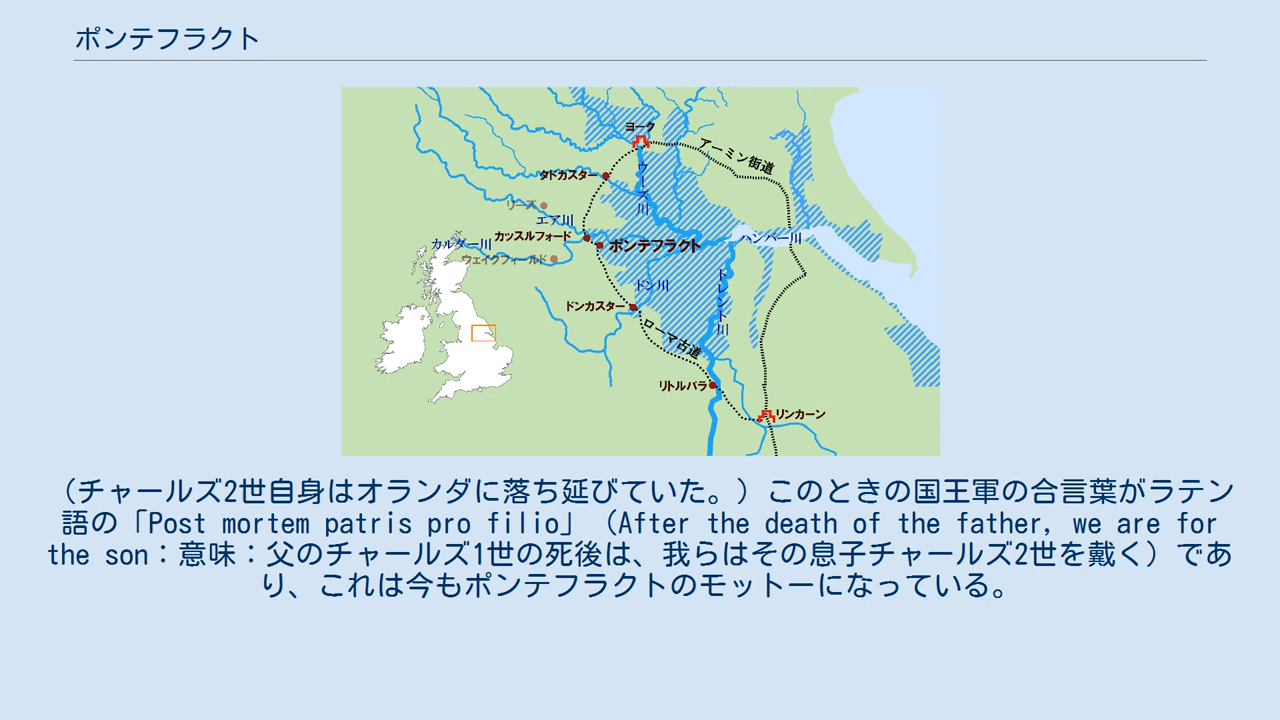 ポンテフラクト
ヨーク
アーミン街道
タドカスター
ウーズ川
リーズ
エア川
カッスルフォード
カルダー川
ポンテフラクト
ハンバー川
ウェイクフィールド
ドン川
トレント川
ドンカスター
ローマ古道
リトルバラ
リンカーン
（チャールズ2世自身はオランダに落ち延びていた。）このときの国王軍の合言葉がラテン
語の「Post mortem patris pro filio」（After the death of the father, we are for
the son：意味：父のチャールズ1世の死後は、我らはその息子チャールズ2世を戴く）であ
り、これは今もポンテフラクトのモットーになっている。